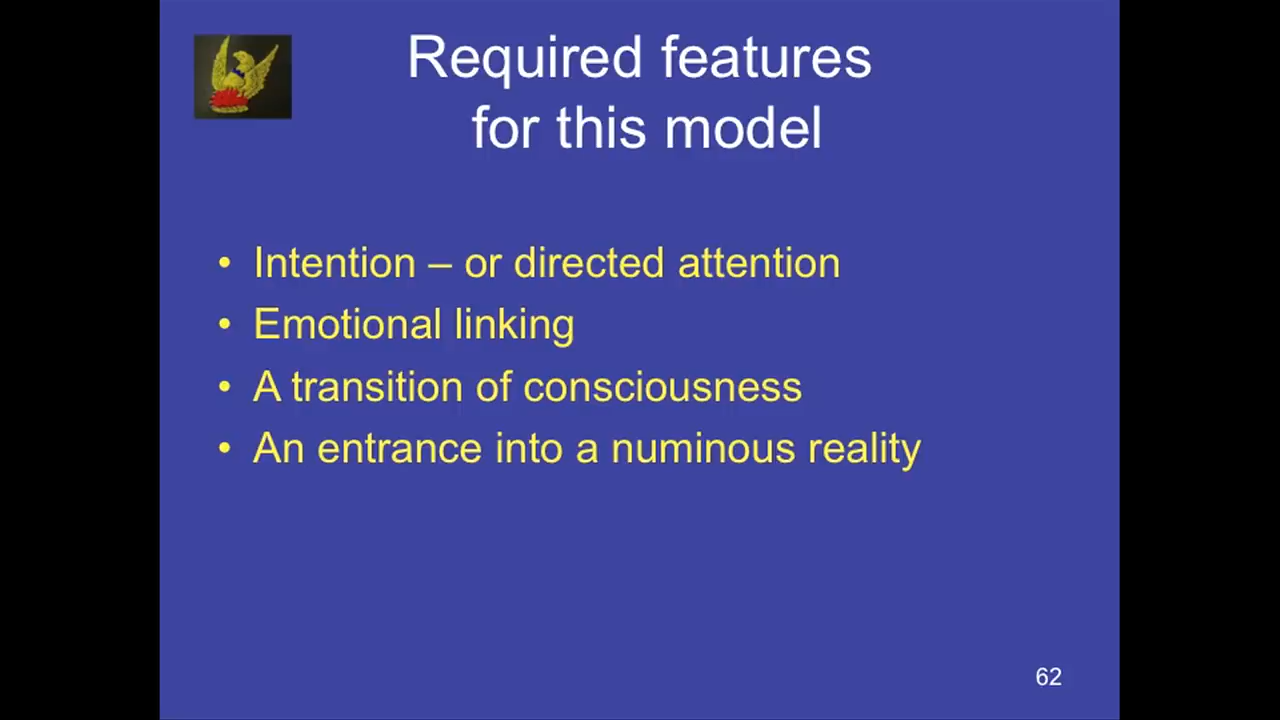 Required features
for this model
• Intention – or directed attention
• Emotional linking
• A transition of consciousness
• An entrance into a numinous reality
62